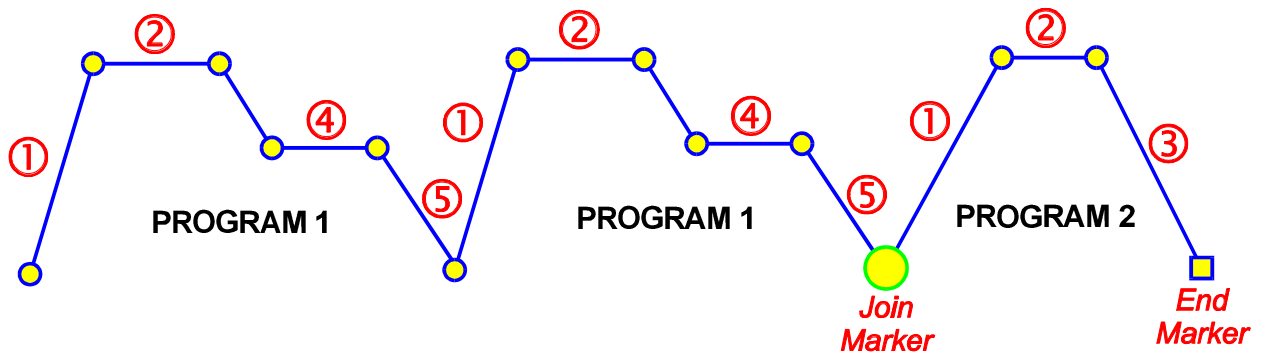 ②
②
②
④
④
①
①
①
③
⑤
⑤
PROGRAM 1
PROGRAM 1
PROGRAM 2
Join
Marker
End
Marker